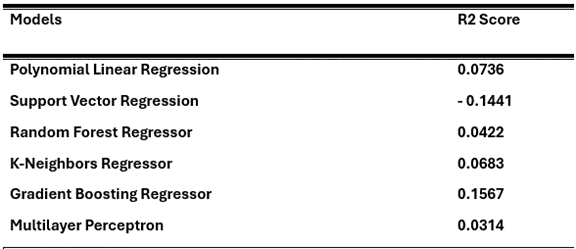 Models R2 Score
Polynomial Linear Regression 0.0736
Support Vector Regression - 0.1441
Random Forest Regressor 0.0422
K-Neighbors Regressor 0.0683
Gradient Boosting Regressor 0.1567
Multilayer Perceptron 0.0314